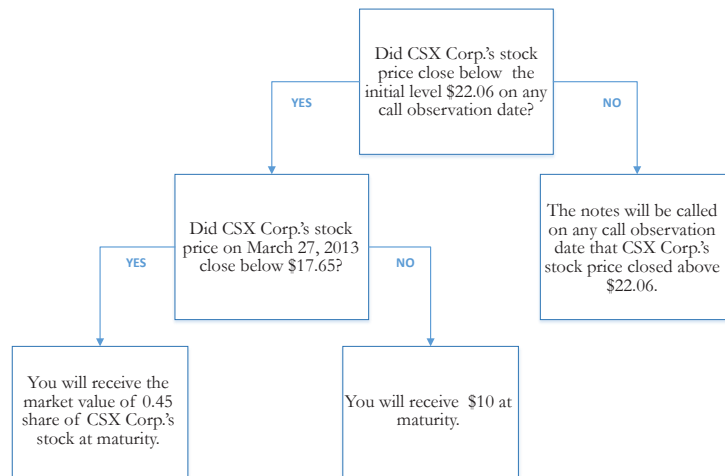 Did CSX Corp.'s stock
price close below the
initial level $22.06 on any
call observation date?
YES
NO
Did CSX Corp.'s stock
price on March 27, 2013
close below $17.65?
The notes will be called
on any call observation
date that CSX Corp.'s
stock price closed above
$22.06.
YES
NO
You will receive the
market value of 0.45
share of CSX Corp.'s
stock at maturity.
You will receive $10 at
maturity.